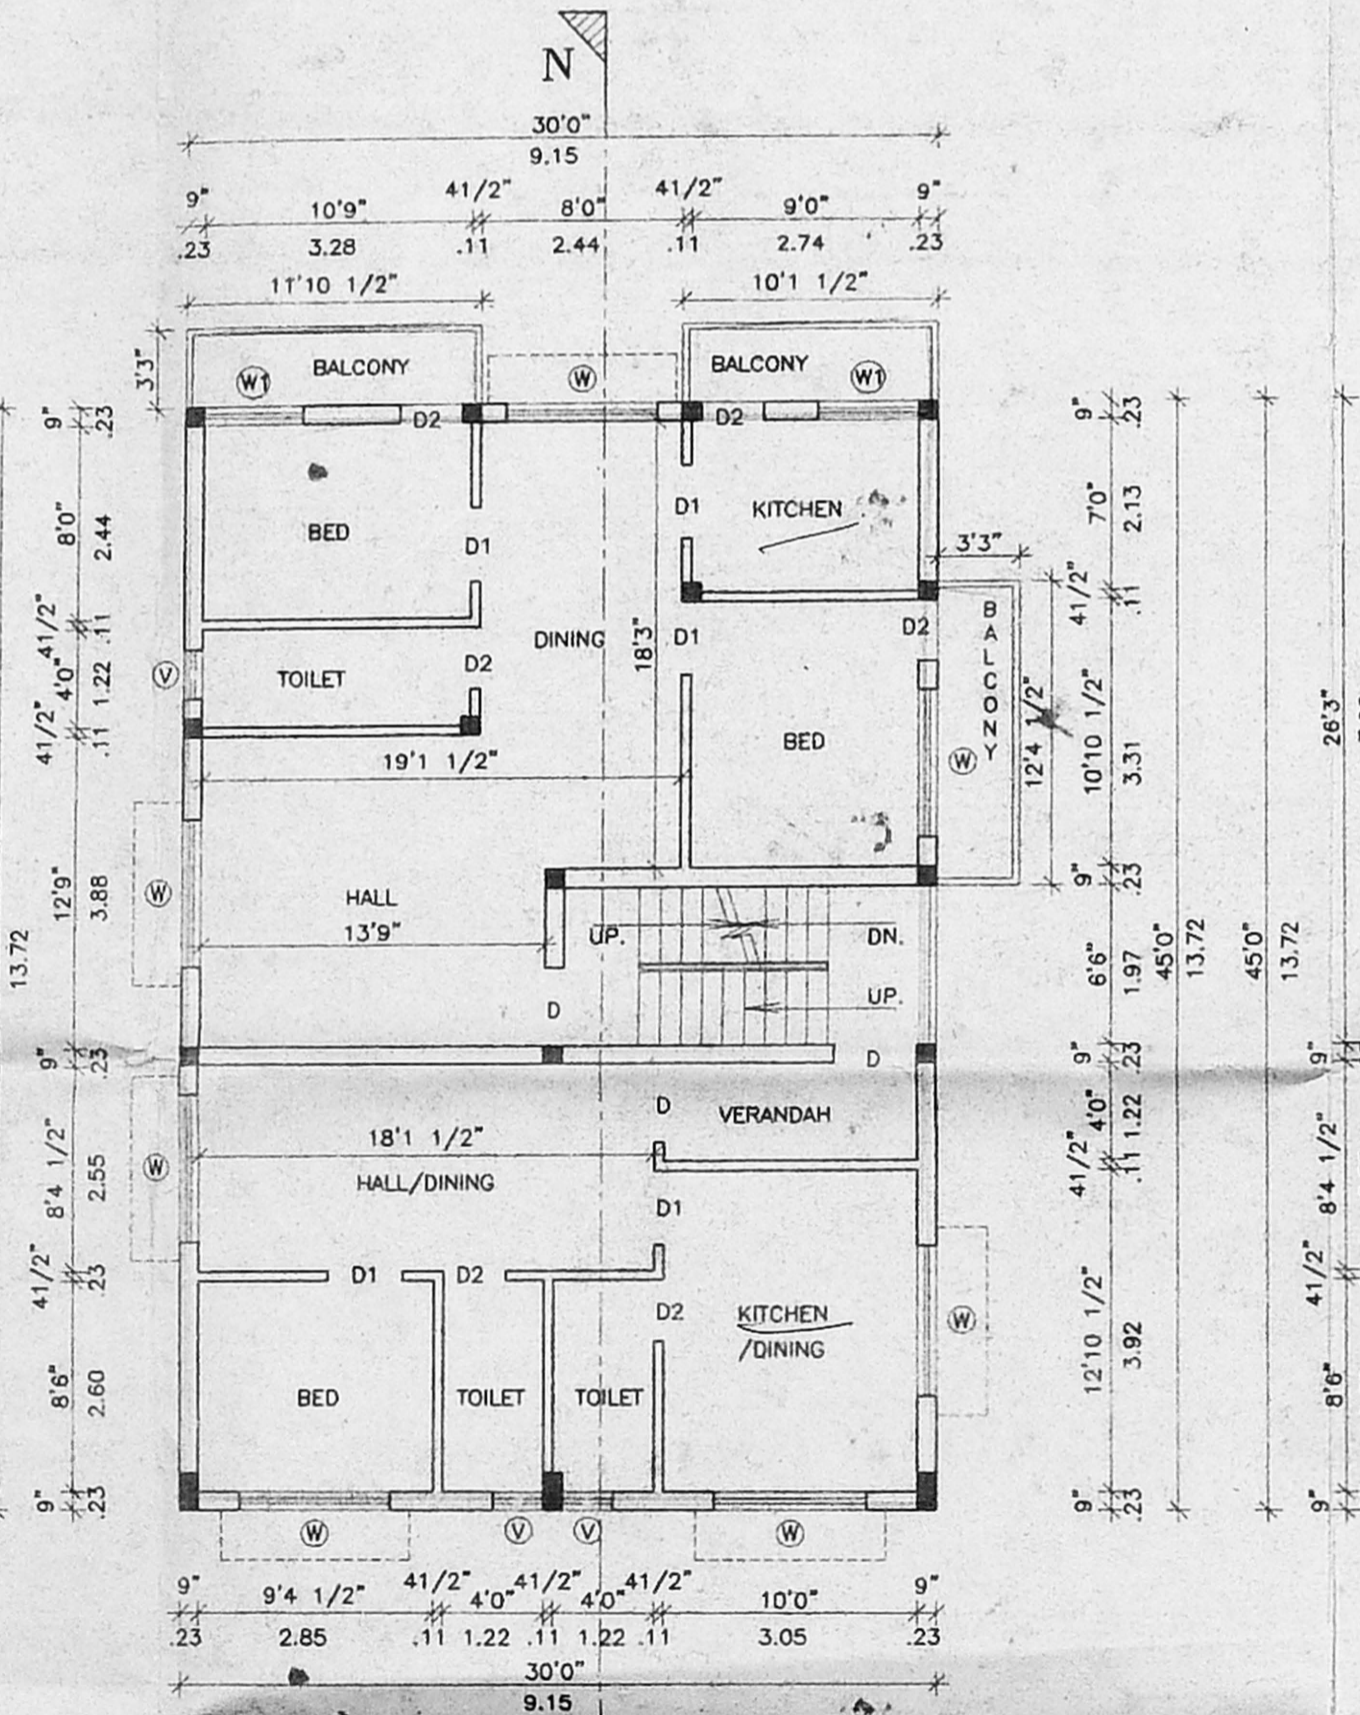 N
30'0"
9.15
9" 10'9" 41/2" 8'0" 41/2" 9'0" 9"
.23 3.28 .11 2.44 .11 2.74 .23
11'10 1/2" 10'1 1/2"
3'3"
BALCONY
W1
W
BALCONY
W1
D2
D2
BED
D1
D1
KITCHEN
3'3"
TOILET
D2
V
DINING
18'3"
D1
D2
BALCONY
W
12'4 1/2"
BED
19'1 1/2"
HALL
13'9"
W
UP.
DN.
UP.
D
D
D
VERANDAH
18'1 1/2"
HALL/DINING
W
D1
D1
D2
D2
KITCHEN
/DINING
W
BED
TOILET
TOILET
W
V
V
W
9" 9'4 1/2" 41/2" 4'0" 41/2" 4'0" 41/2" 10'0" 9"
.23 2.85 .11 1.22 .11 1.22 .11 3.05 .23
30'0"
9.15
13.72
9" 8'0" 41/2" 4'0" 41/2" 12'9" 9" 8'4 1/2" 41/2" 8'6" 9"
.23 2.44 .11 1.22 .11 3.88 .23 2.55 .23 2.60 .23
9" 7'0" 41/2" 10'10 1/2" 9" 6'6" 9" 4'0" 41/2" 12'10 1/2" 9"
.23 2.13 .11 3.31 .23 1.97 .23 1.22 .11 3.92 .23
45'0"
13.72
45'0"
13.72
26'3" 9" 8'4 1/2" 41/2" 8'6" 9"